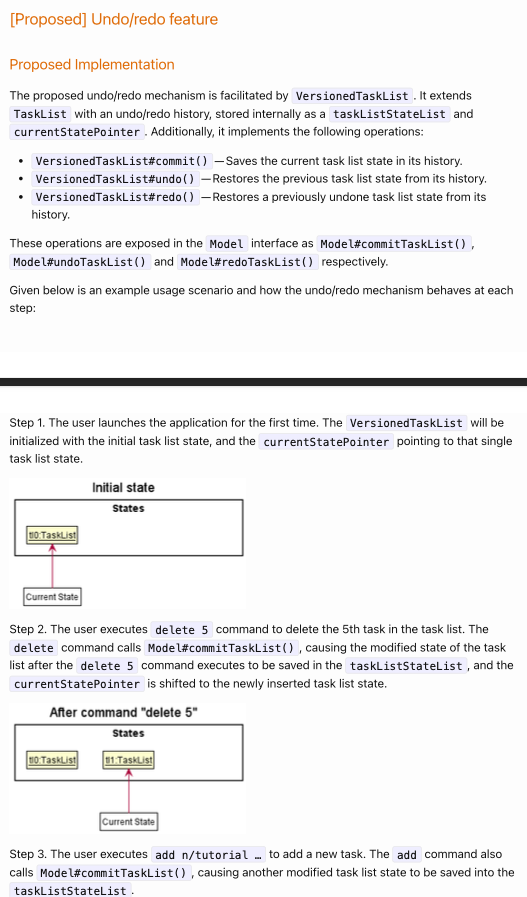 [Proposed] Undo/redo feature
Proposed Implementation
The proposed undo/redo mechanism is facilitated by VersionedTaskList. It extends
TaskList with an undo/redo history, stored internally as a taskListStateList and
currentStatePointer. Additionally, it implements the following operations:
• VersionedTaskList#commit() — Saves the current task list state in its history.
• VersionedTaskList#undo() — Restores the previous task list state from its history.
• VersionedTaskList#redo() — Restores a previously undone task list state from its
history.
These operations are exposed in the Model interface as Model#commitTaskList(),
Model#undoTaskList() and Model#redoTaskList() respectively.
Given below is an example usage scenario and how the undo/redo mechanism behaves at each
step:
Step 1. The user launches the application for the first time. The VersionedTaskList will be
initialized with the initial task list state, and the currentStatePointer pointing to that single
task list state.
Initial state
States
tl0:TaskList
Current State
Step 2. The user executes delete 5 command to delete the 5th task in the task list. The
delete command calls Model#commitTaskList(), causing the modified state of the task
list after the delete 5 command executes to be saved in the taskListStateList, and the
currentStatePointer is shifted to the newly inserted task list state.
After command "delete 5"
States
tl0:TaskList tl1:TaskList
Current State
Step 3. The user executes add n/tutorial … to add a new task. The add command also
calls Model#commitTaskList(), causing another modified task list state to be saved into the
taskListStateList.